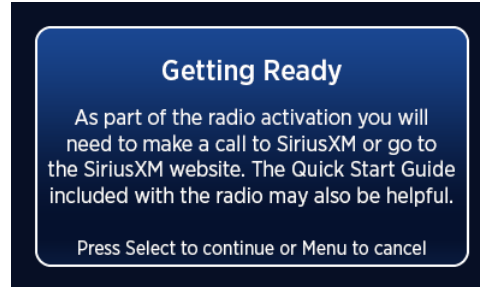 Getting Ready
As part of the radio activation you will
need to make a call to SiriusXM or go to
the SiriusXM website. The Quick Start Guide
included with the radio may also be helpful.
Press Select to continue or Menu to cancel